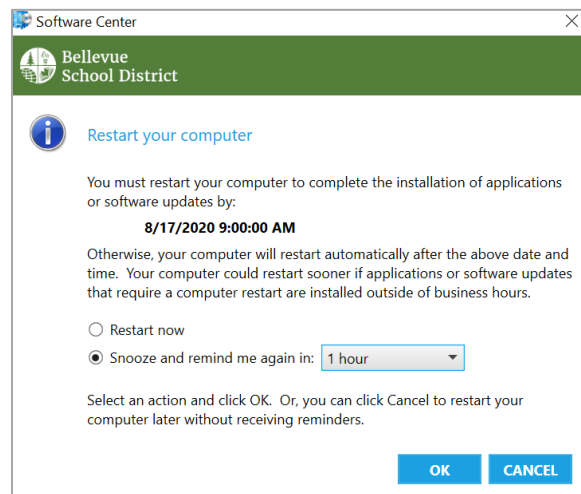 Software Center
Bellevue
School District
Restart your computer
You must restart your computer to complete the installation of applications
or software updates by:
8/17/2020 9:00:00 AM
Otherwise, your computer will restart automatically after the above date and
time. Your computer could restart sooner if applications or software updates
that require a computer restart are installed outside of business hours.
Restart now
Snooze and remind me again in: 1 hour
Select an action and click OK. Or, you can click Cancel to restart your
computer later without receiving reminders.
OK CANCEL